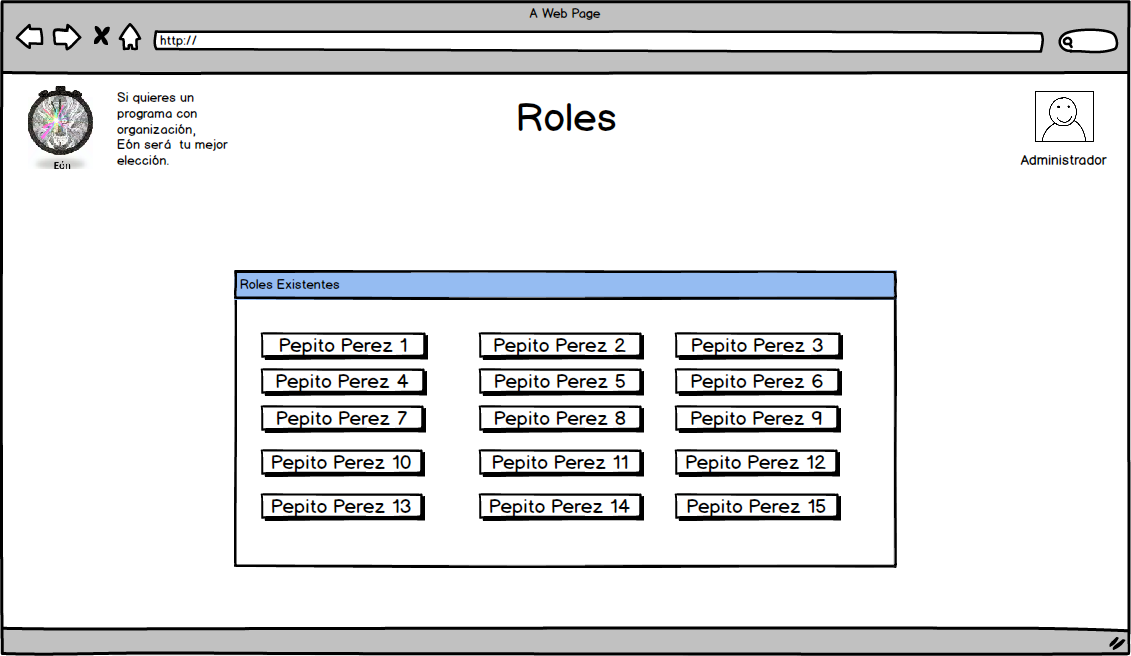 A Web Page
http://
Si quieres un
programa con
organización,
Eón será tu mejor
elección.
Eón
Roles
Administrador
Roles Existentes
Pepito Perez 1
Pepito Perez 2
Pepito Perez 3
Pepito Perez 4
Pepito Perez 5
Pepito Perez 6
Pepito Perez 7
Pepito Perez 8
Pepito Perez 9
Pepito Perez 10
Pepito Perez 11
Pepito Perez 12
Pepito Perez 13
Pepito Perez 14
Pepito Perez 15